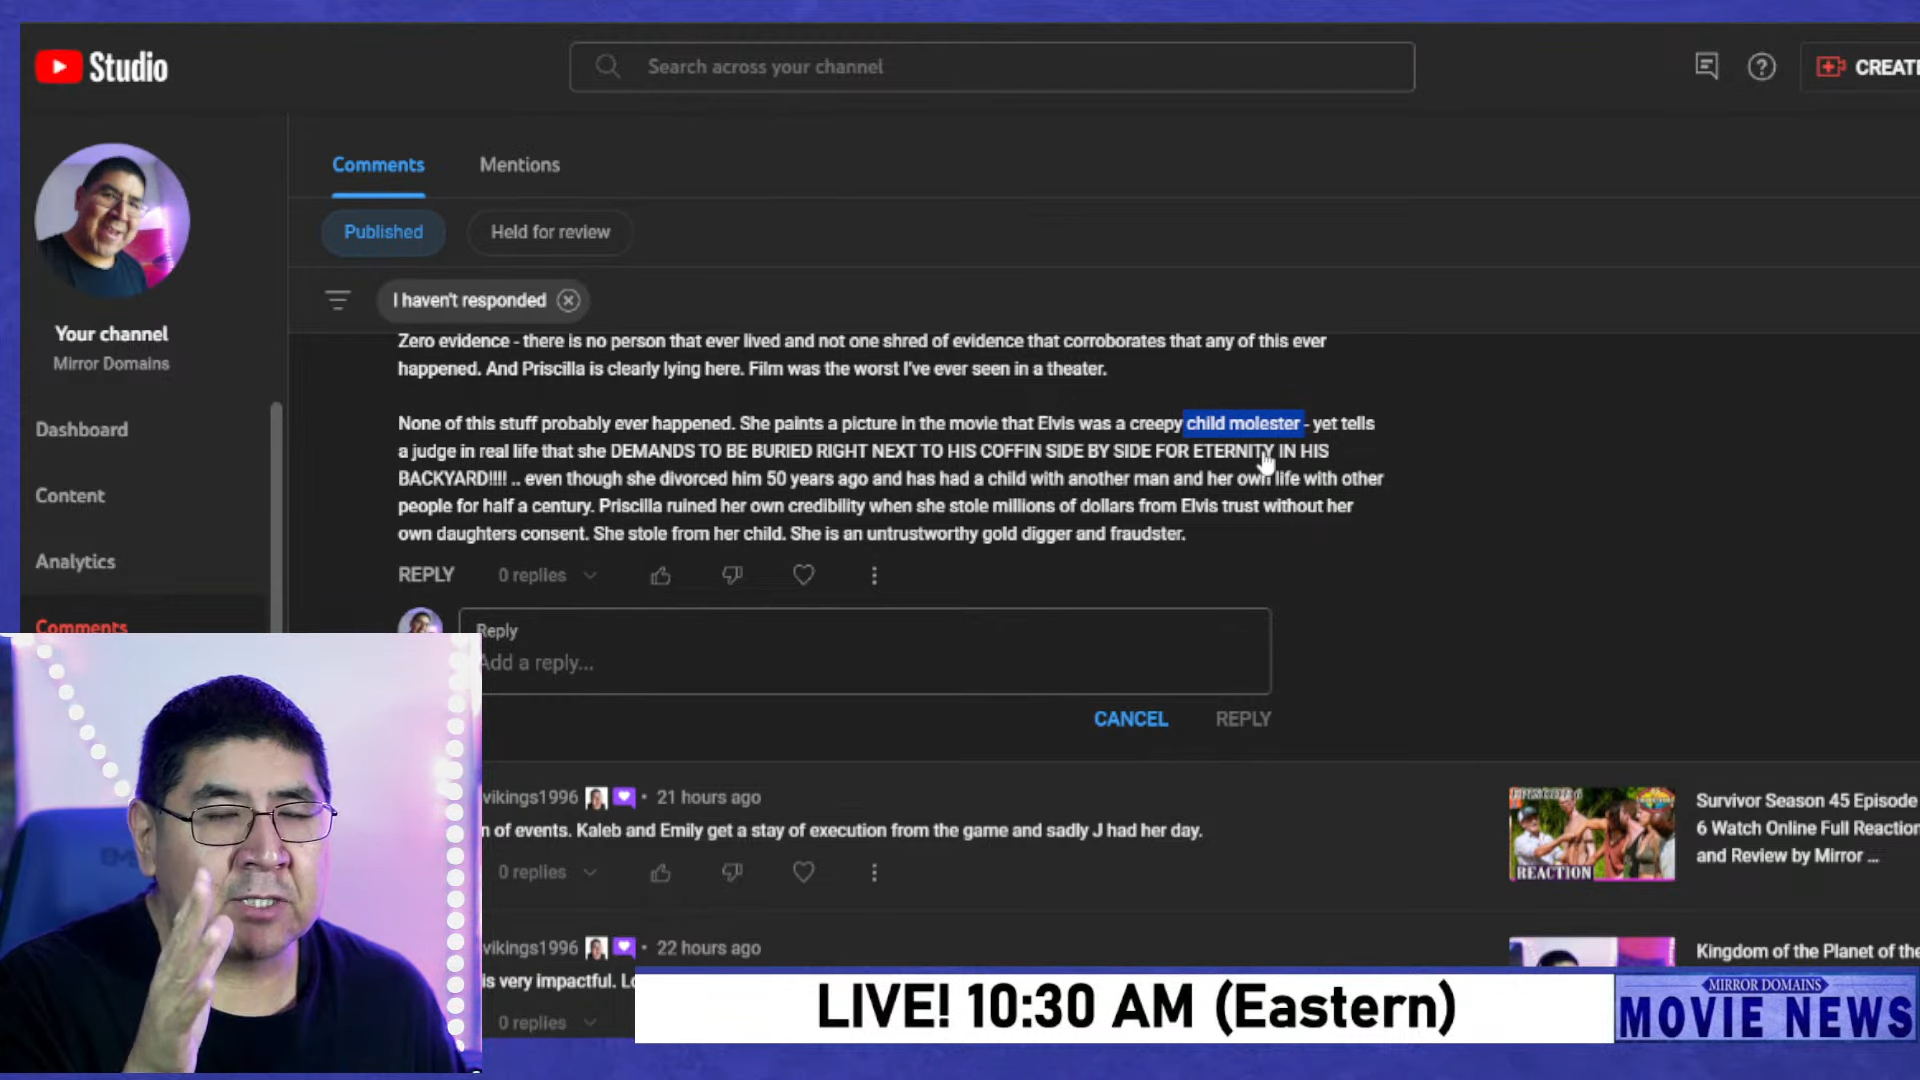 Studio
Search across your channel
CREATE
Comments
Mentions
Published
Held for review
I haven't responded
Your channel
Mirror Domains
Dashboard
Content
Analytics
Comments
Zero evidence - there is no person that ever lived and not one shred of evidence that corroborates that any of this ever
happened. And Priscilla is clearly lying here. Film was the worst I've ever seen in a theater.
None of this stuff probably ever happened. She paints a picture in the movie that Elvis was a creepy child molester - yet tells
a judge in real life that she DEMANDS TO BE BURIED RIGHT NEXT TO HIS COFFIN SIDE BY SIDE FOR ETERNITY IN HIS
BACKYARD!!!! .. even though she divorced him 50 years ago and has had a child with another man and her own life with other
people for half a century. Priscilla ruined her own credibility when she stole millions of dollars from Elvis trust without her
own daughters consent. She stole from her child. She is an untrustworthy gold digger and fraudster.
REPLY
0 replies
Reply
Add a reply...
CANCEL
REPLY
vikings1996 • 21 hours ago
n of events. Kaleb and Emily get a stay of execution from the game and sadly J had her day.
0 replies
EPISODE 6
REACTION
Survivor Season 45 Episode
6 Watch Online Full Reaction
and Review by Mirror ...
vikings1996 • 22 hours ago
is very impactful. Lo
0 replies
Kingdom of the Planet of the
LIVE! 10:30 AM (Eastern)
MIRROR DOMAINS
MOVIE NEWS